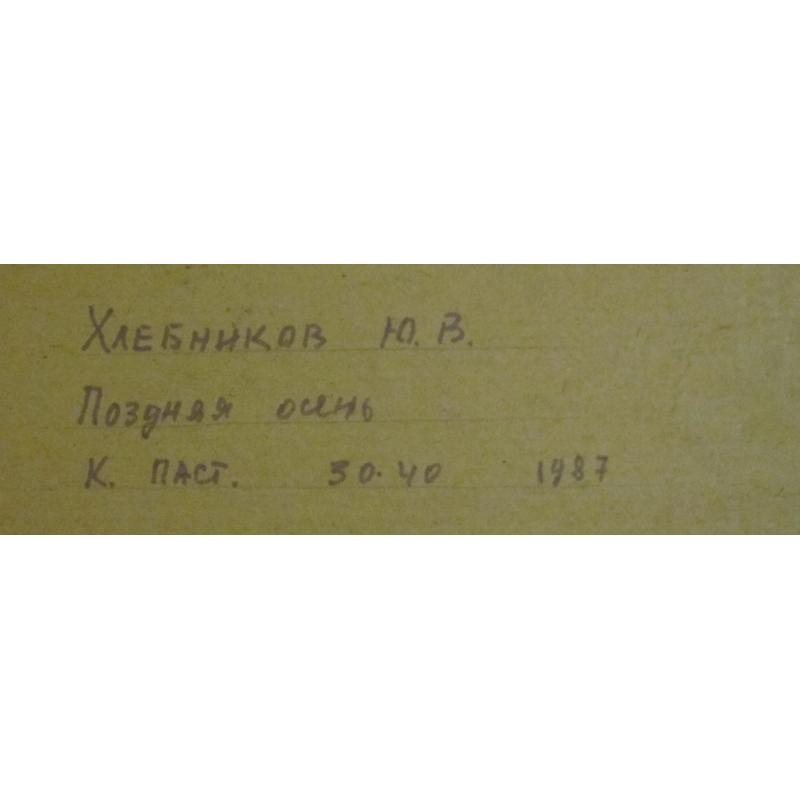 Хлебников Ю. В.
Поздняя осень
К. паст. 30·40 1987